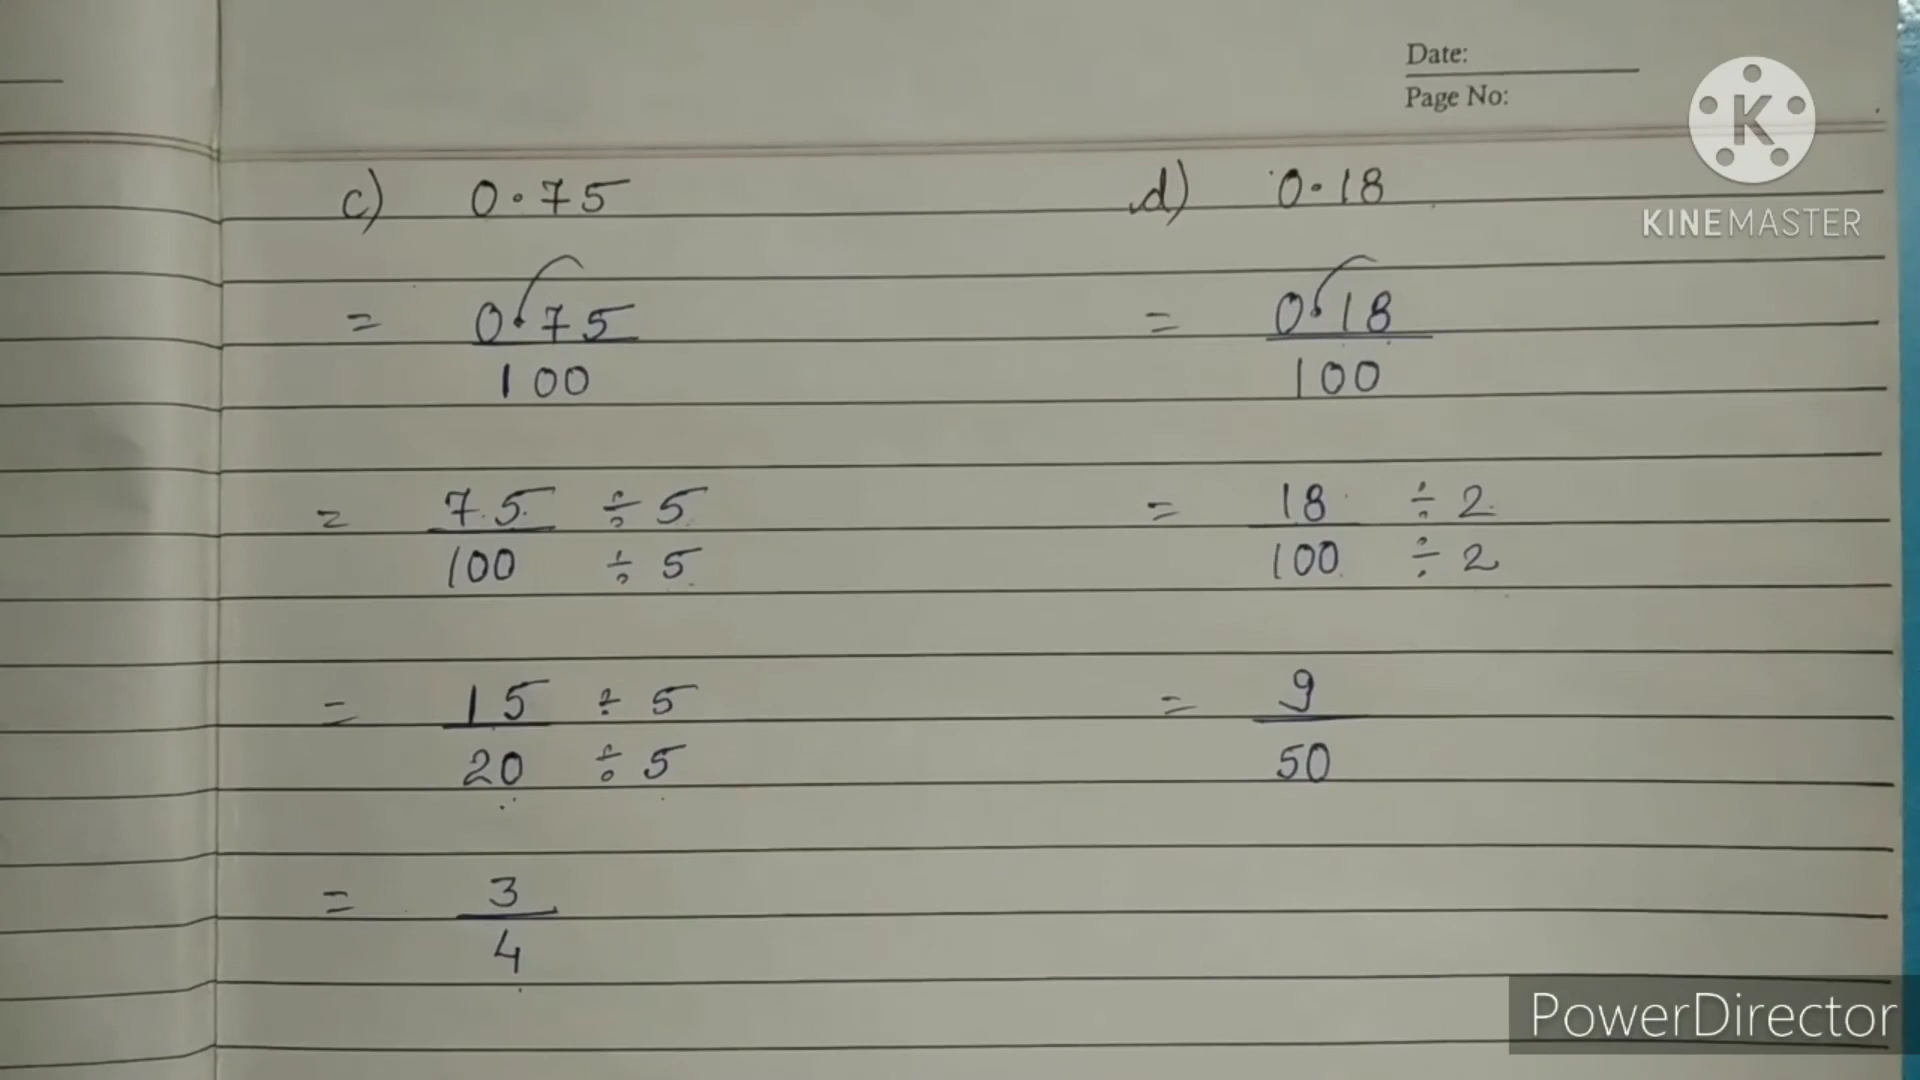 Date:
Page No:
K
KINEMASTER
c) 0.75
= 0.75
100
= 75 ÷ 5
100 ÷ 5
= 15 ÷ 5
20 ÷ 5
= 3
4
d) 0.18
= 0.18
100
= 18 ÷ 2
100 ÷ 2
= 9
50
PowerDirector